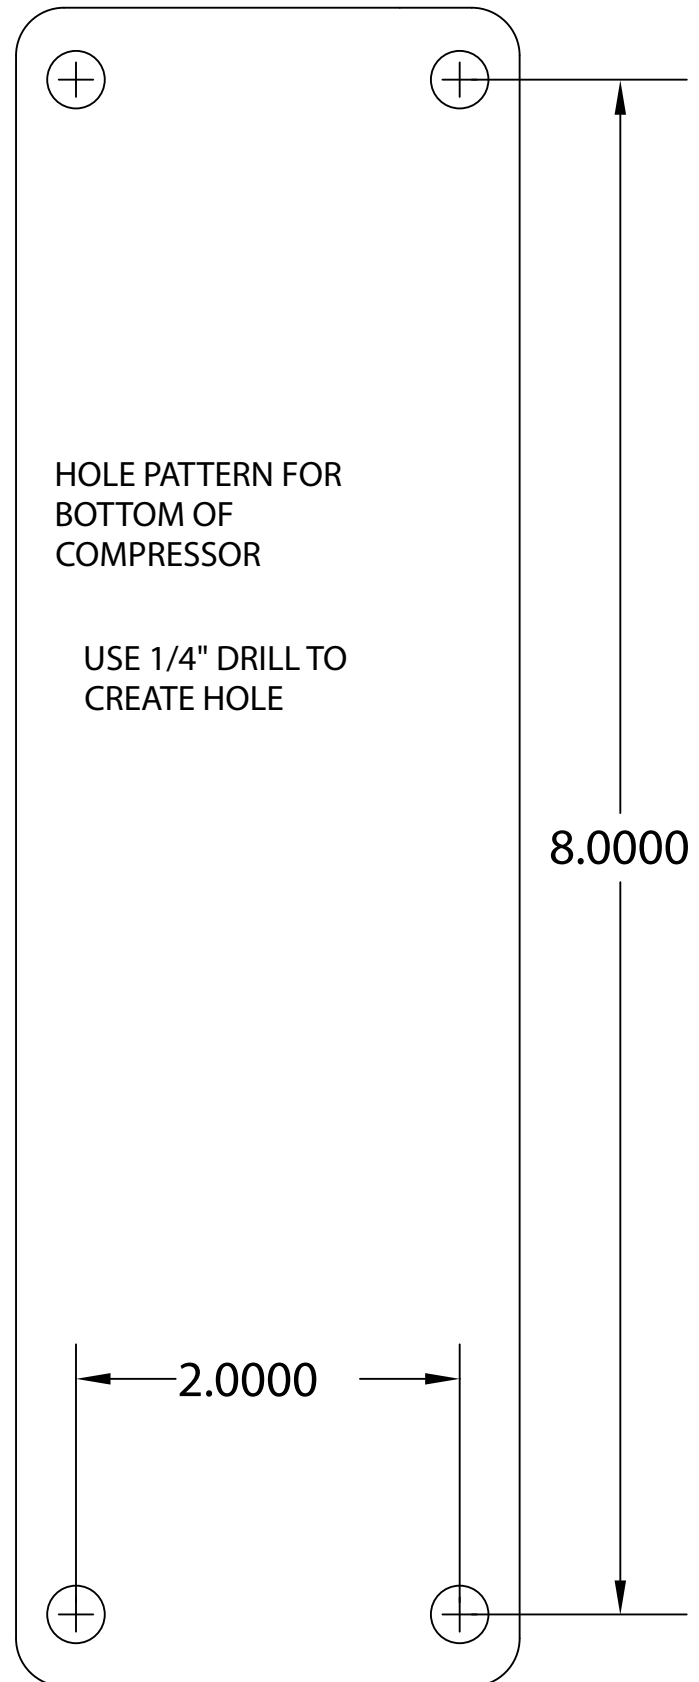 HOLE PATTERN FOR
BOTTOM OF
COMPRESSOR
USE 1/4" DRILL TO
CREATE HOLE
8.0000
2.0000